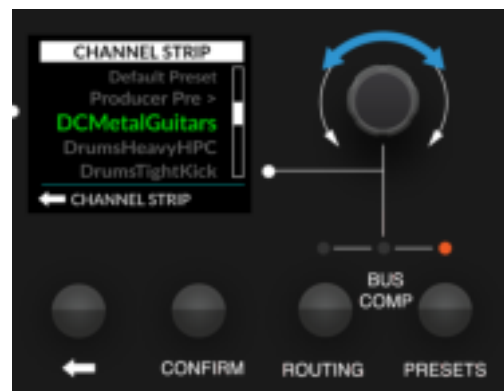 CHANNEL STRIP
Default Preset
Producer Pre >
DCMetalGuitars
DrumsHeavyHPC
DrumsTightKick
CHANNEL STRIP
BUS
COMP
CONFIRM
ROUTING
PRESETS